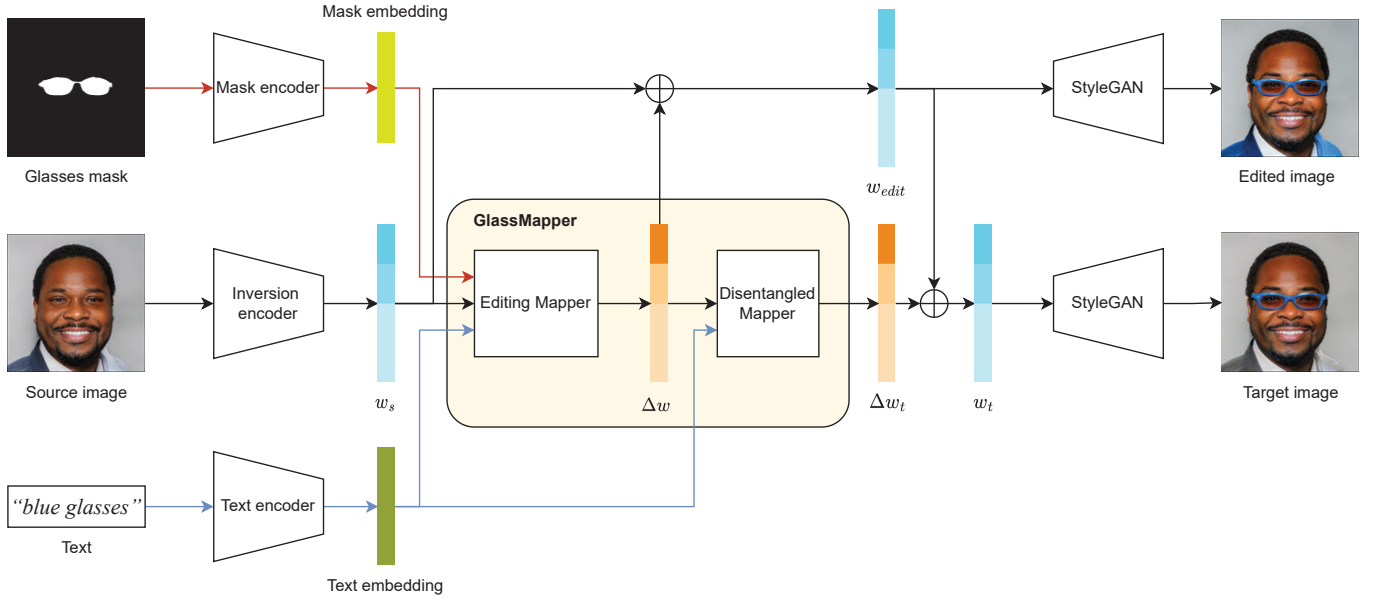 Mask embedding
Mask encoder
StyleGAN
Glasses mask
w_edit
Edited image
GlassMapper
Inversion
encoder
Editing Mapper
Disentangled
Mapper
StyleGAN
Source image
w_s
Δw
Δw_t
w_t
Target image
“blue glasses”
Text encoder
Text
Text embedding